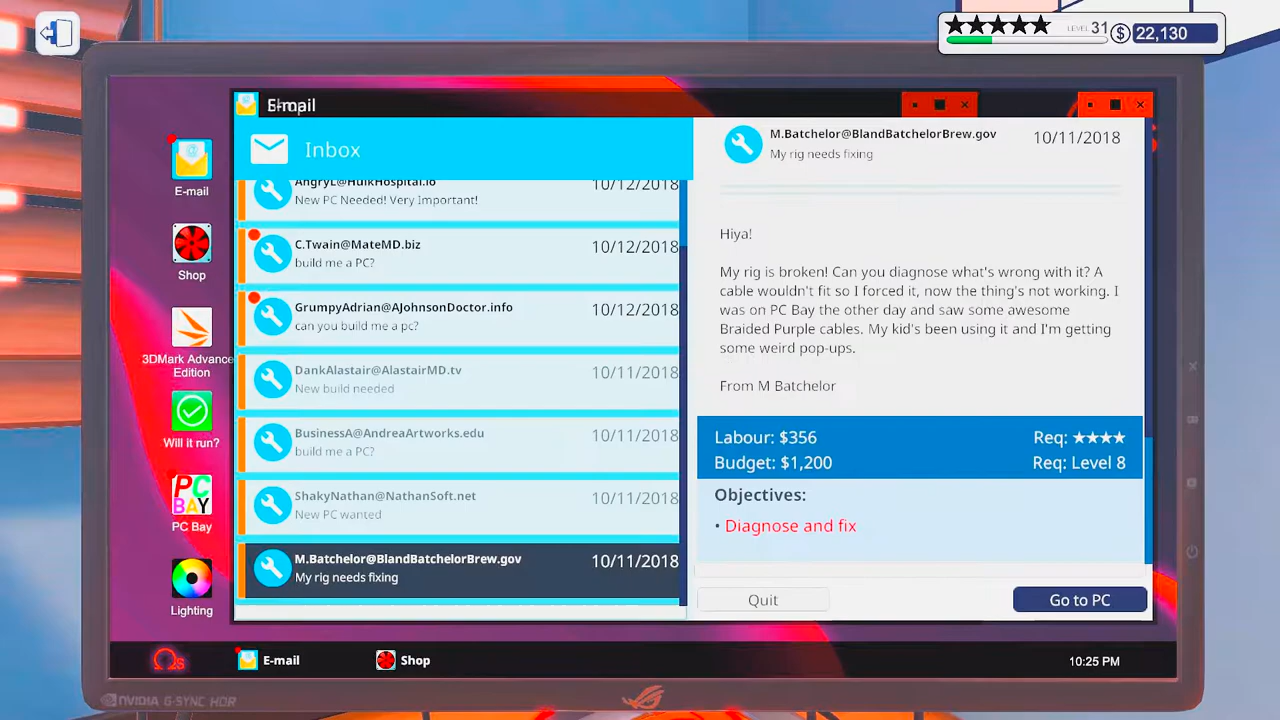 LEVEL 31
$ 22,130
E-mail
Inbox
AngryL@HulkHospital.io
10/12/2018
New PC Needed! Very Important!
C.Twain@MateMD.biz
10/12/2018
build me a PC?
GrumpyAdrian@AJohnsonDoctor.info
10/12/2018
can you build me a pc?
DankAlastair@AlastairMD.tv
10/11/2018
New build needed
BusinessA@AndreaArtworks.edu
10/11/2018
build me a PC?
ShakyNathan@NathanSoft.net
10/11/2018
New PC wanted
M.Batchelor@BlandBatchelorBrew.gov
10/11/2018
My rig needs fixing
M.Batchelor@BlandBatchelorBrew.gov
10/11/2018
My rig needs fixing
Hiya!
My rig is broken! Can you diagnose what's wrong with it? A
cable wouldn't fit so I forced it, now the thing's not working. I
was on PC Bay the other day and saw some awesome
Braided Purple cables. My kid's been using it and I'm getting
some weird pop-ups.
From M Batchelor
Labour: $356
Req: ★★★★
Budget: $1,200
Req: Level 8
Objectives:
• Diagnose and fix
Quit
Go to PC
E-mail
Shop
3DMark Advance
Edition
Will it run?
PC
BAY
PC Bay
Lighting
Ωs
E-mail
Shop
10:25 PM
NVIDIA G-SYNC HDR